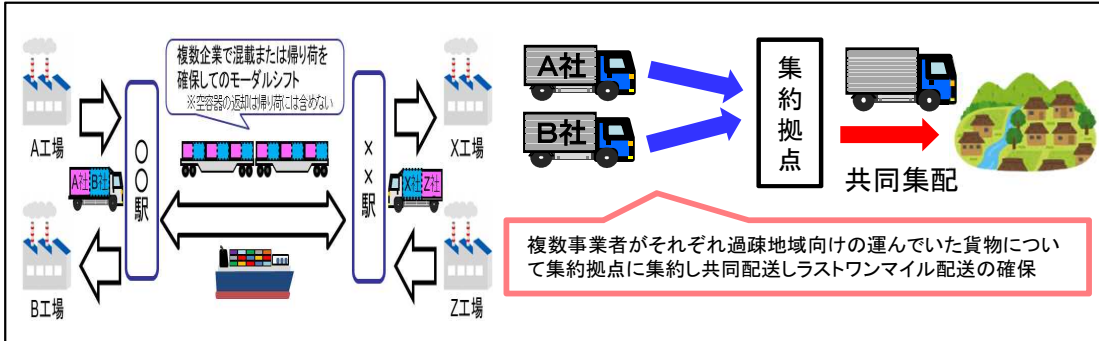 複数企業で混載または帰り荷を
確保してのモーダルシフト
※空容器の返却は帰り荷には含めない
A工場
X工場
〇〇駅
××駅
A社 B社
X社 Z社
B工場
Z工場
A社
B社
集約拠点
共同集配
複数事業者がそれぞれ過疎地域向けの運んでいた貨物につい
て集約拠点に集約し共同配送しラストワンマイル配送の確保